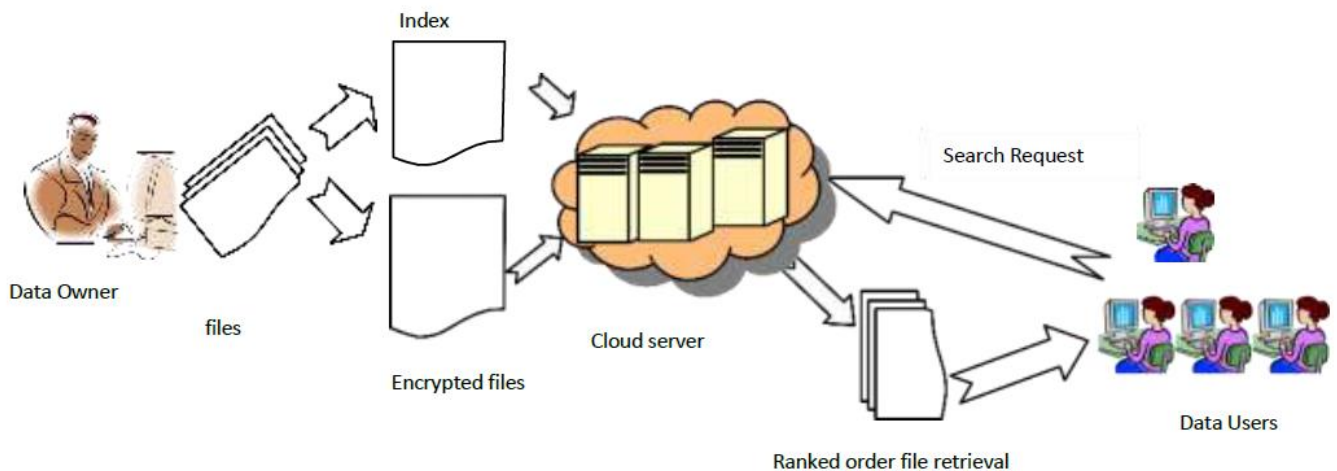 Index
Search Request
Data Owner
files
Cloud server
Encrypted files
Data Users
Ranked order file retrieval